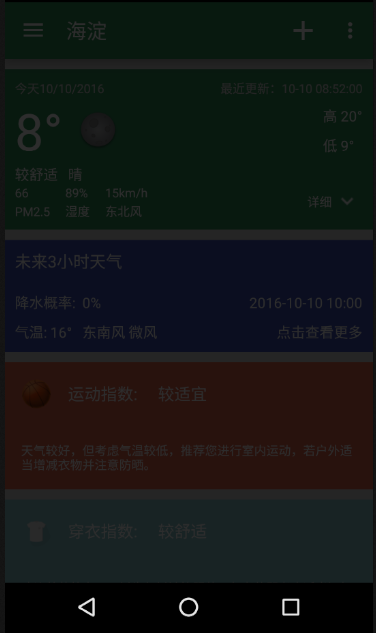 海淀
今天10/10/2016 最近更新：10-10 08:52:00
8° 高 20°
低 9°
较舒适 晴
66 89% 15km/h
PM2.5 湿度 东北风 详细
未来3小时天气
降水概率: 0% 2016-10-10 10:00
气温: 16° 东南风 微风 点击查看更多
运动指数: 较适宜
天气较好，但考虑气温较低，推荐您进行室内运动，若户外适
当增减衣物并注意防晒。
穿衣指数: 较舒适